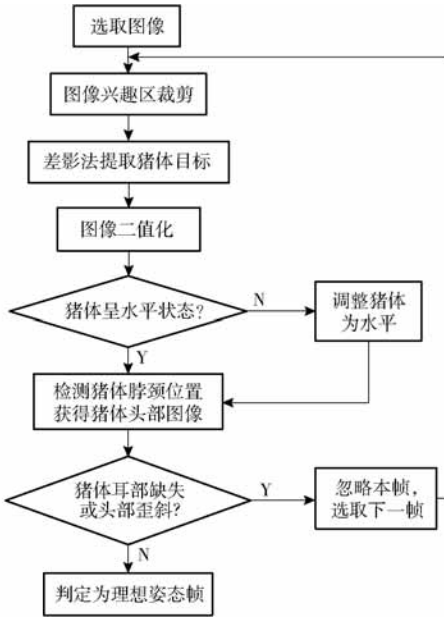 选取图像
图像兴趣区裁剪
差影法提取猪体目标
图像二值化
猪体呈水平状态?
N
调整猪体
为水平
Y
检测猪体脖颈位置
获得猪体头部图像
猪体耳部缺失
或头部歪斜?
Y
忽略本帧，
选取下一帧
N
判定为理想姿态帧